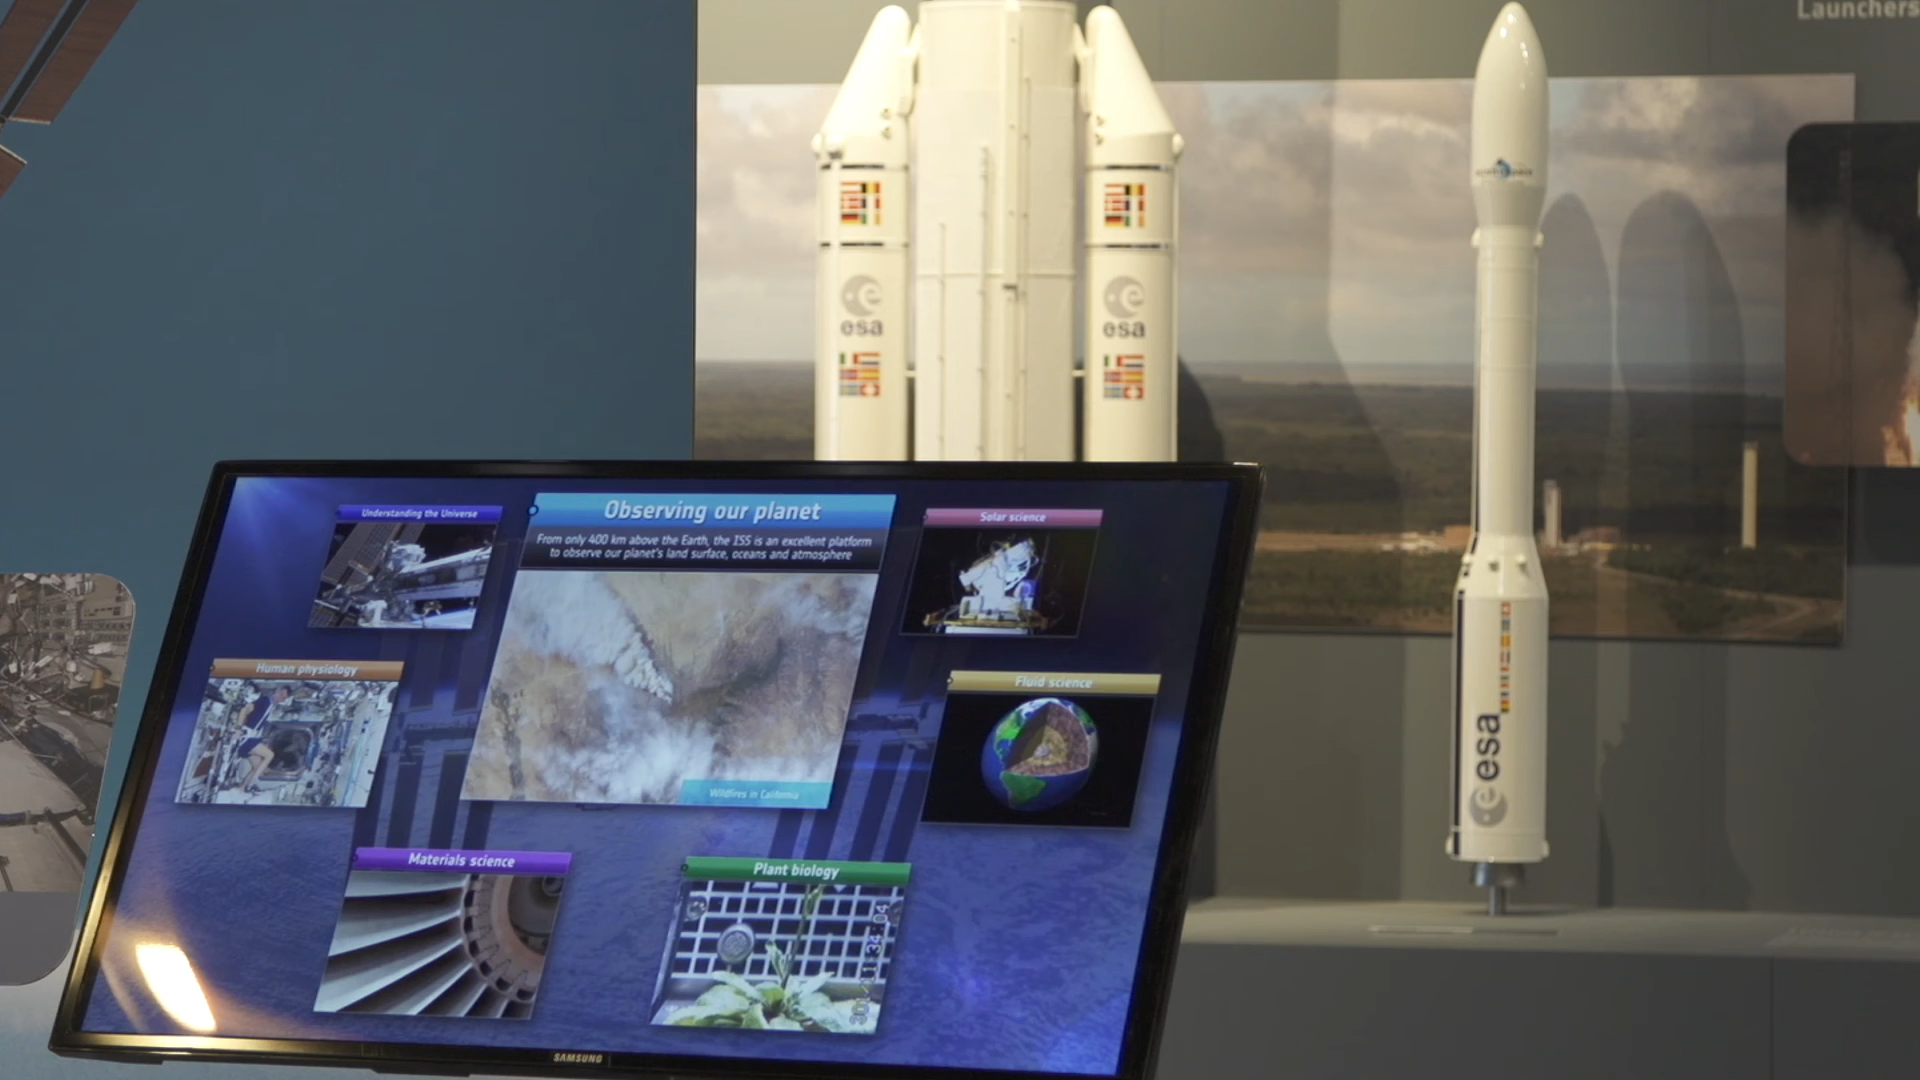 Launchers
esa
esa
esa
Understanding the Universe
Observing our planet
From only 400 km above the Earth, the ISS is an excellent platform
to observe our planet's land surface, oceans and atmosphere
Solar science
Human physiology
Fluid science
Wildfires in California
Materials science
Plant biology
SAMSUNG